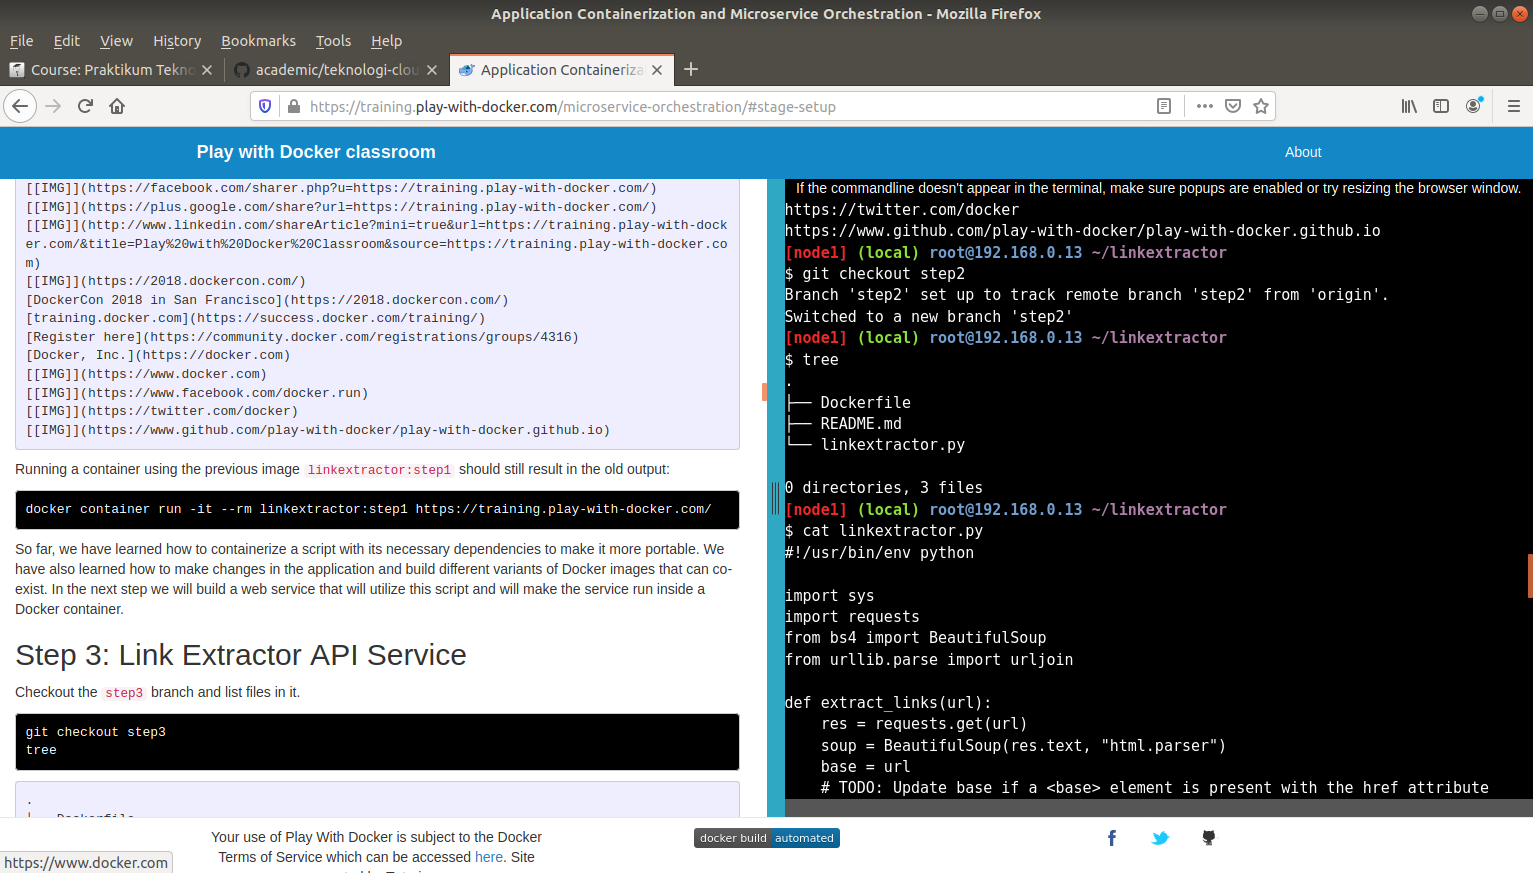 Application Containerization and Microservice Orchestration - Mozilla Firefox
File Edit View History Bookmarks Tools Help
Course: Praktikum Tekno
academic/teknologi-clou
Application Containeriza
https://training.play-with-docker.com/microservice-orchestration/#stage-setup
Play with Docker classroom
About
[[IMG]](https://facebook.com/sharer.php?u=https://training.play-with-docker.com/)
[[IMG]](https://plus.google.com/share?url=https://training.play-with-docker.com/)
[[IMG]](http://www.linkedin.com/shareArticle?mini=true&url=https://training.play-with-dock
er.com/&title=Play%20with%20Docker%20Classroom&source=https://training.play-with-docker.co
m)
[[IMG]](https://2018.dockercon.com/)
[DockerCon 2018 in San Francisco](https://2018.dockercon.com/)
[training.docker.com](https://success.docker.com/training/)
[Register here](https://community.docker.com/registrations/groups/4316)
[Docker, Inc.](https://docker.com)
[[IMG]](https://www.docker.com)
[[IMG]](https://www.facebook.com/docker.run)
[[IMG]](https://twitter.com/docker)
[[IMG]](https://www.github.com/play-with-docker/play-with-docker.github.io)
Running a container using the previous image linkextractor:step1 should still result in the old output:
docker container run -it --rm linkextractor:step1 https://training.play-with-docker.com/
So far, we have learned how to containerize a script with its necessary dependencies to make it more portable. We
have also learned how to make changes in the application and build different variants of Docker images that can co-
exist. In the next step we will build a web service that will utilize this script and will make the service run inside a
Docker container.
Step 3: Link Extractor API Service
Checkout the step3 branch and list files in it.
git checkout step3
tree
.
If the commandline doesn't appear in the terminal, make sure popups are enabled or try resizing the browser window.
https://twitter.com/docker
https://www.github.com/play-with-docker/play-with-docker.github.io
[node1] (local) root@192.168.0.13 ~/linkextractor
$ git checkout step2
Branch 'step2' set up to track remote branch 'step2' from 'origin'.
Switched to a new branch 'step2'
[node1] (local) root@192.168.0.13 ~/linkextractor
$ tree
.
├── Dockerfile
├── README.md
└── linkextractor.py
0 directories, 3 files
[node1] (local) root@192.168.0.13 ~/linkextractor
$ cat linkextractor.py
#!/usr/bin/env python
import sys
import requests
from bs4 import BeautifulSoup
from urllib.parse import urljoin
def extract_links(url):
    res = requests.get(url)
    soup = BeautifulSoup(res.text, "html.parser")
    base = url
    # TODO: Update base if a <base> element is present with the href attribute
Your use of Play With Docker is subject to the Docker
Terms of Service which can be accessed here. Site
docker build automated
https://www.docker.com